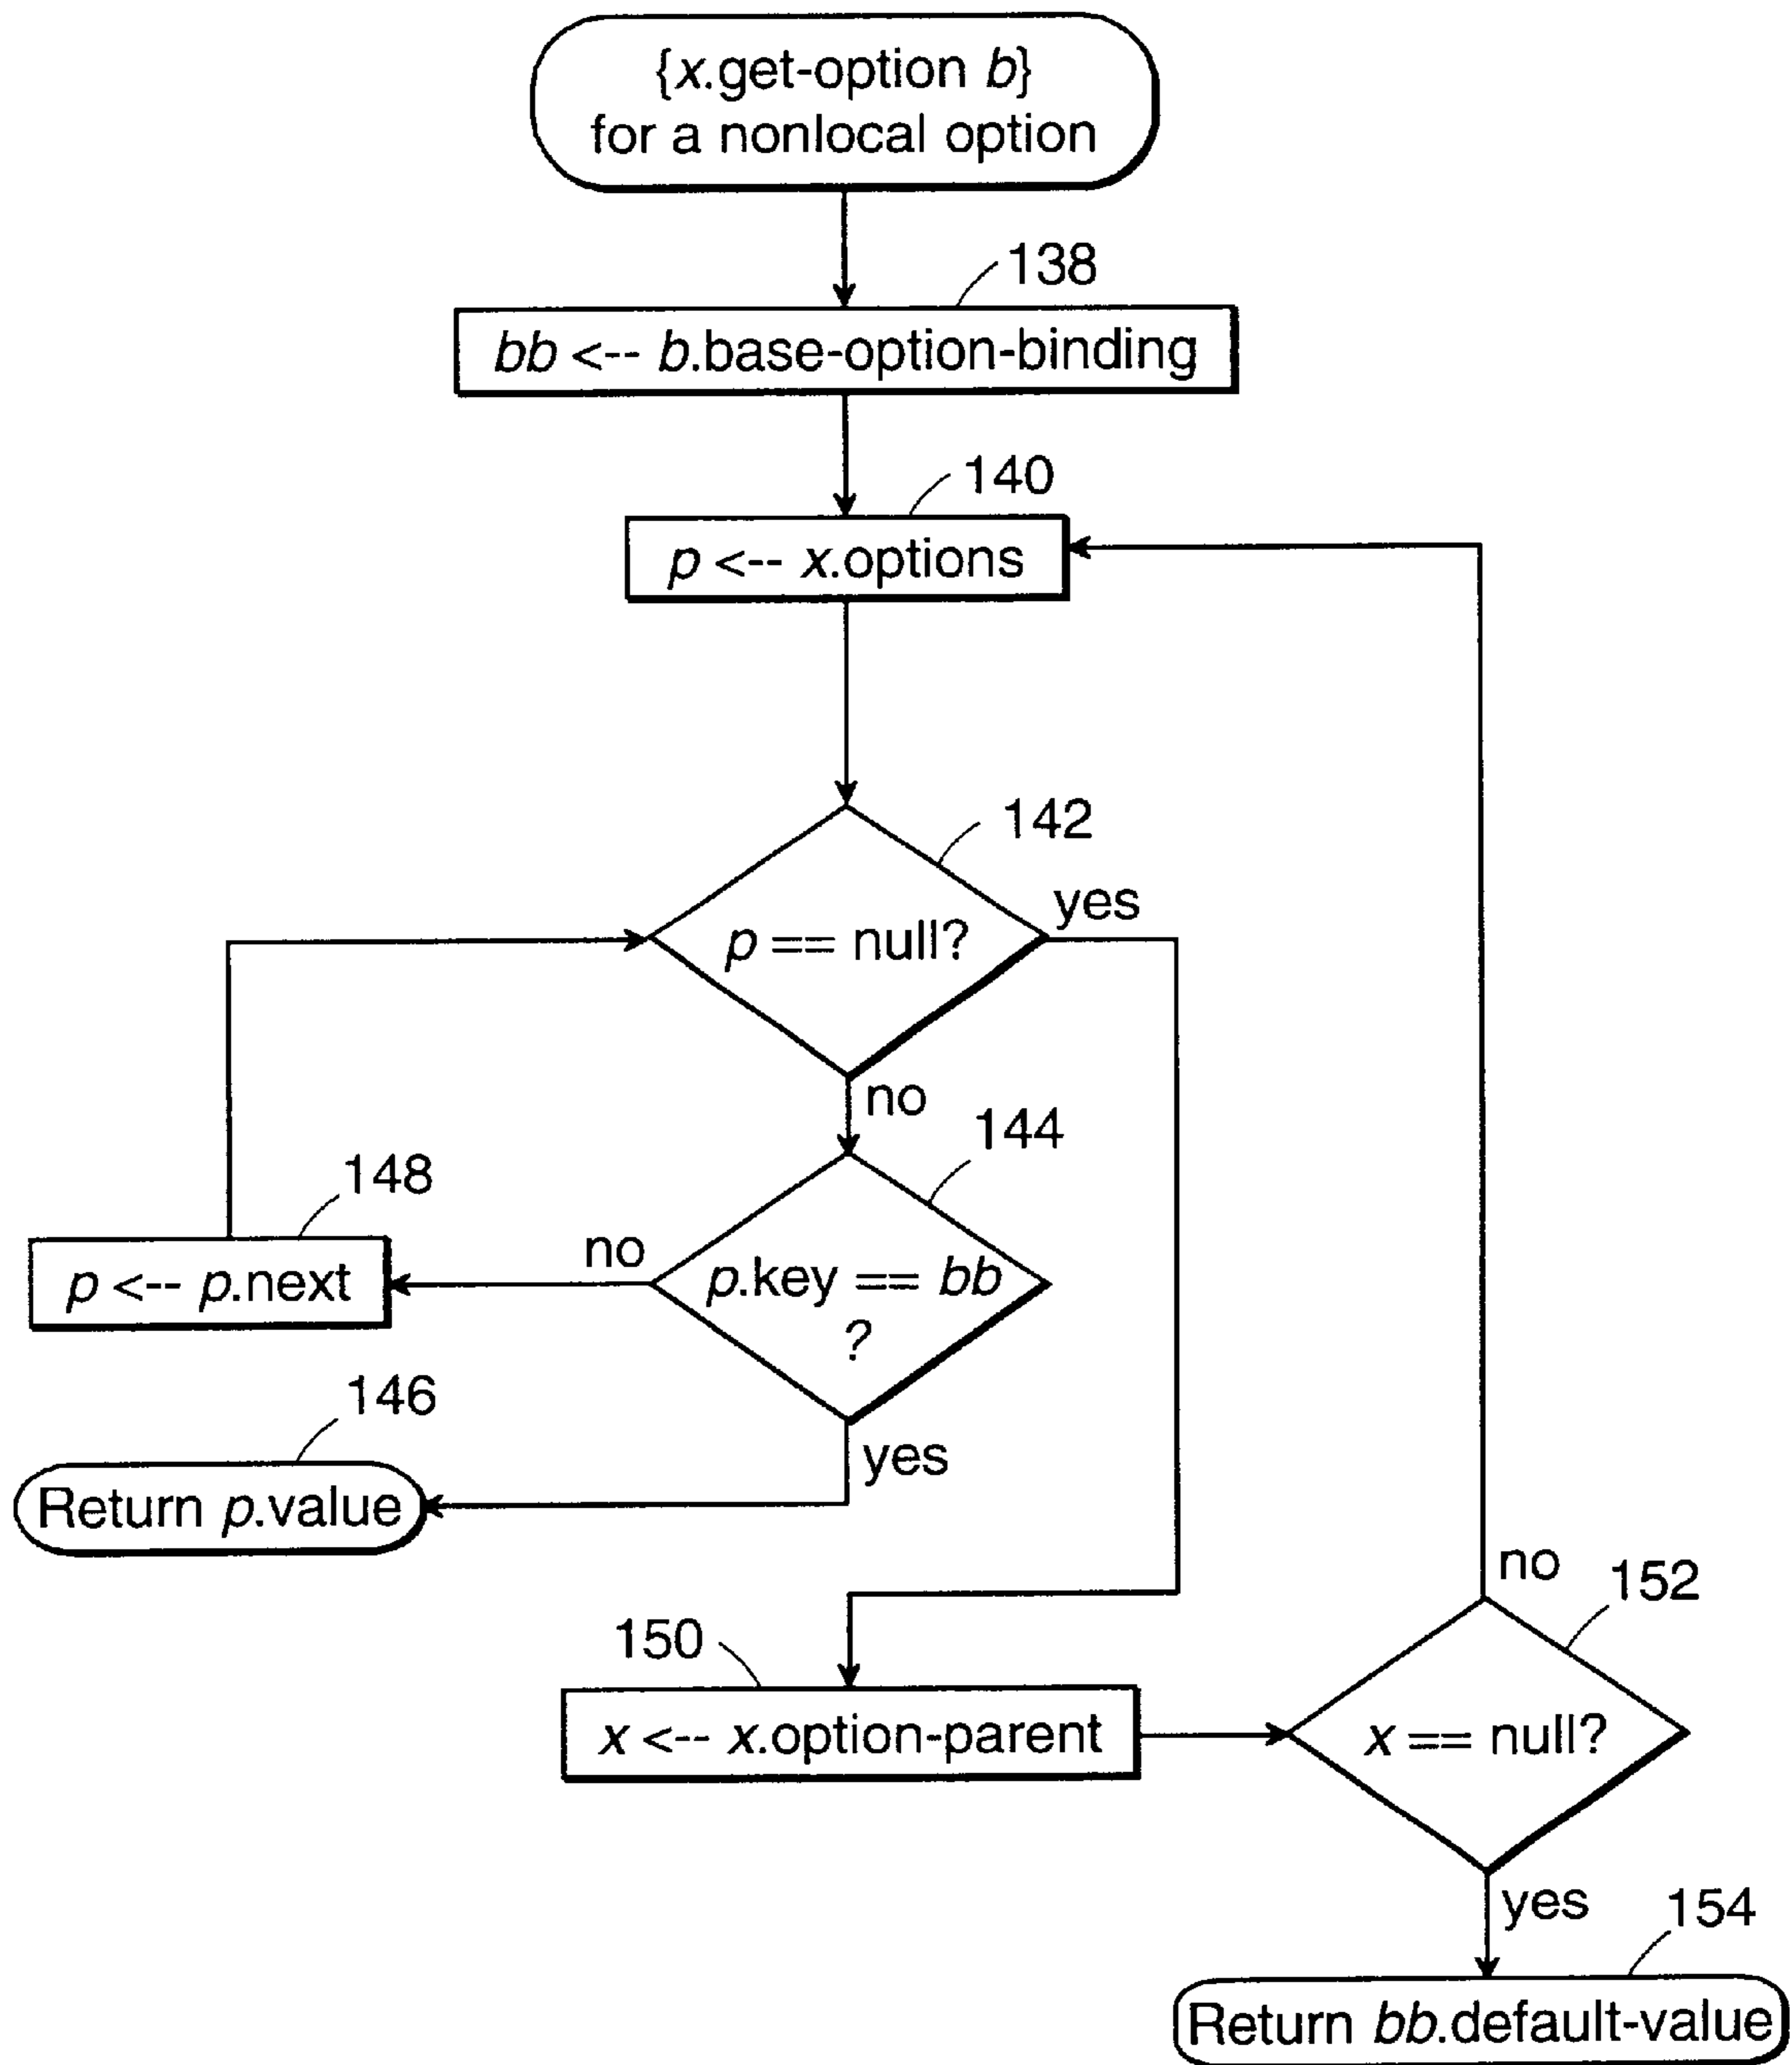 {x.get-option b}
for a nonlocal option
138
bb <-- b.base-option-binding
140
p <-- x.options
142
yes
p == null?
no
144
148
no
p.key == bb
?
p <-- p.next
146
yes
Return p.value
no
152
150
x <-- x.option-parent
x == null?
yes
154
Return bb.default-value